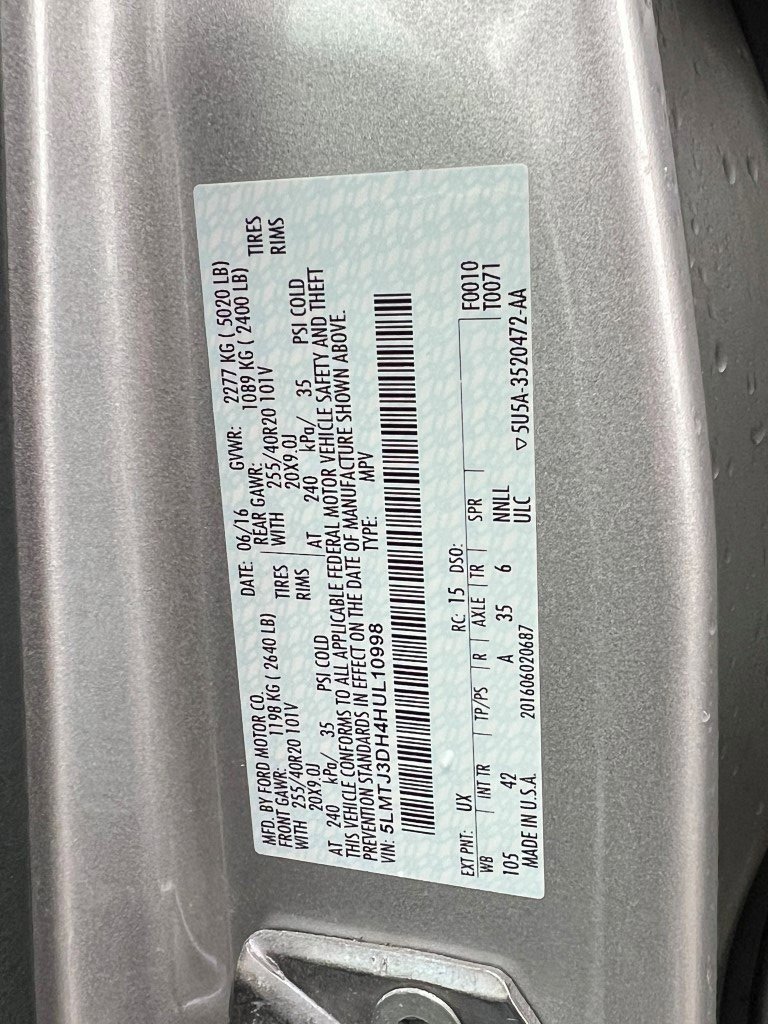 MFD. BY FORD MOTOR CO. DATE: 06/16 GVWR: 2277 KG ( 5020 LB)
FRONT GAWR: 1198 KG ( 2640 LB) REAR GAWR: 1089 KG ( 2400 LB)
WITH 255/40R20 101V TIRES WITH 255/40R20 101V TIRES
20X9.0J RIMS 20X9.0J RIMS
AT 240 kPa/ 35 PSI COLD AT 240 kPa/ 35 PSI COLD
THIS VEHICLE CONFORMS TO ALL APPLICABLE FEDERAL MOTOR VEHICLE SAFETY AND THEFT
PREVENTION STANDARDS IN EFFECT ON THE DATE OF MANUFACTURE SHOWN ABOVE.
VIN: 5LMTJ3DH4HUL10998 TYPE: MPV
EXT PNT: UX RC: 15 DSO: F0010
WB INT TR TP/PS R AXLE TR SPR T0071
105 42 A 35 6 NNLL
MADE IN U.S.A. 201606020687 ULC ▽5U5A-3520472-AA